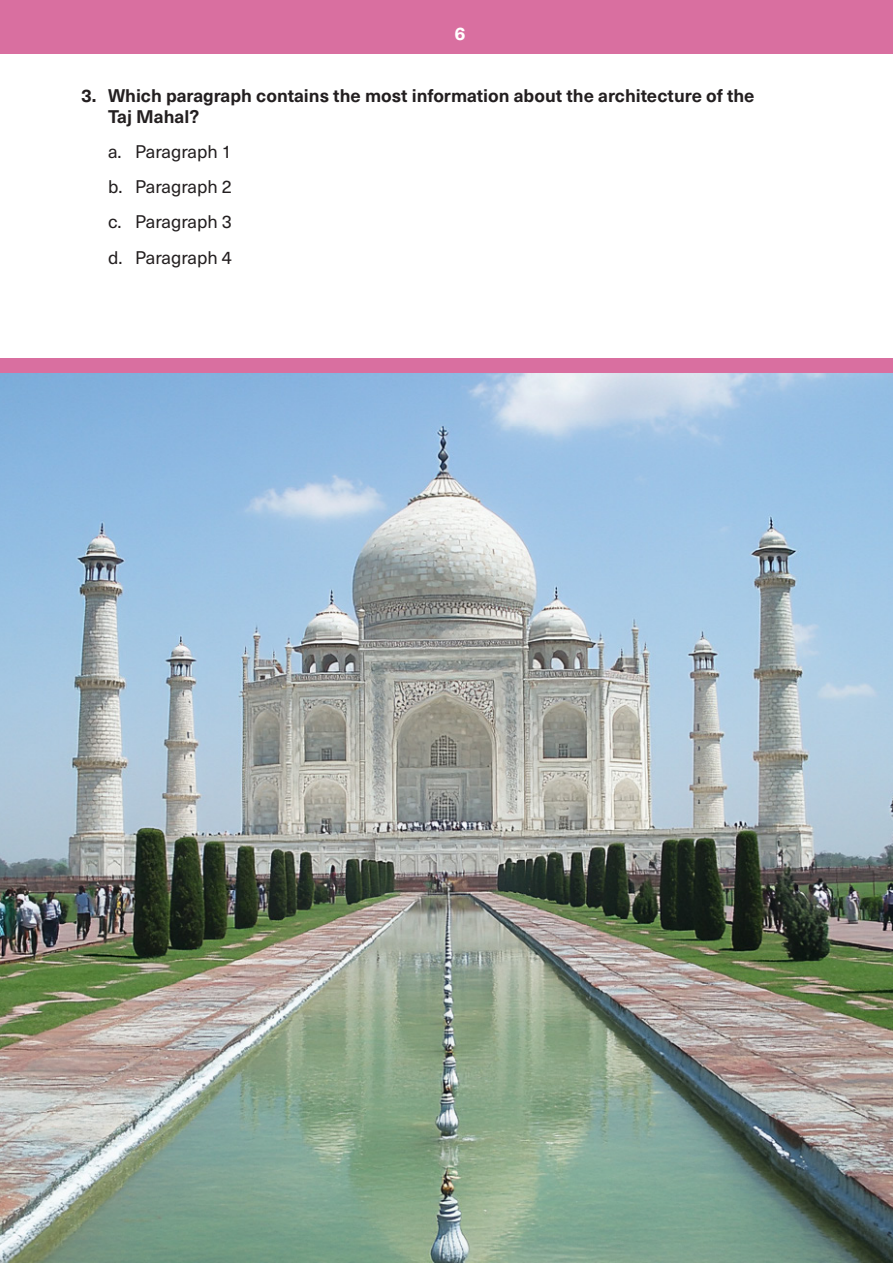 6
3. Which paragraph contains the most information about the architecture of the
Taj Mahal?
a. Paragraph 1
b. Paragraph 2
c. Paragraph 3
d. Paragraph 4